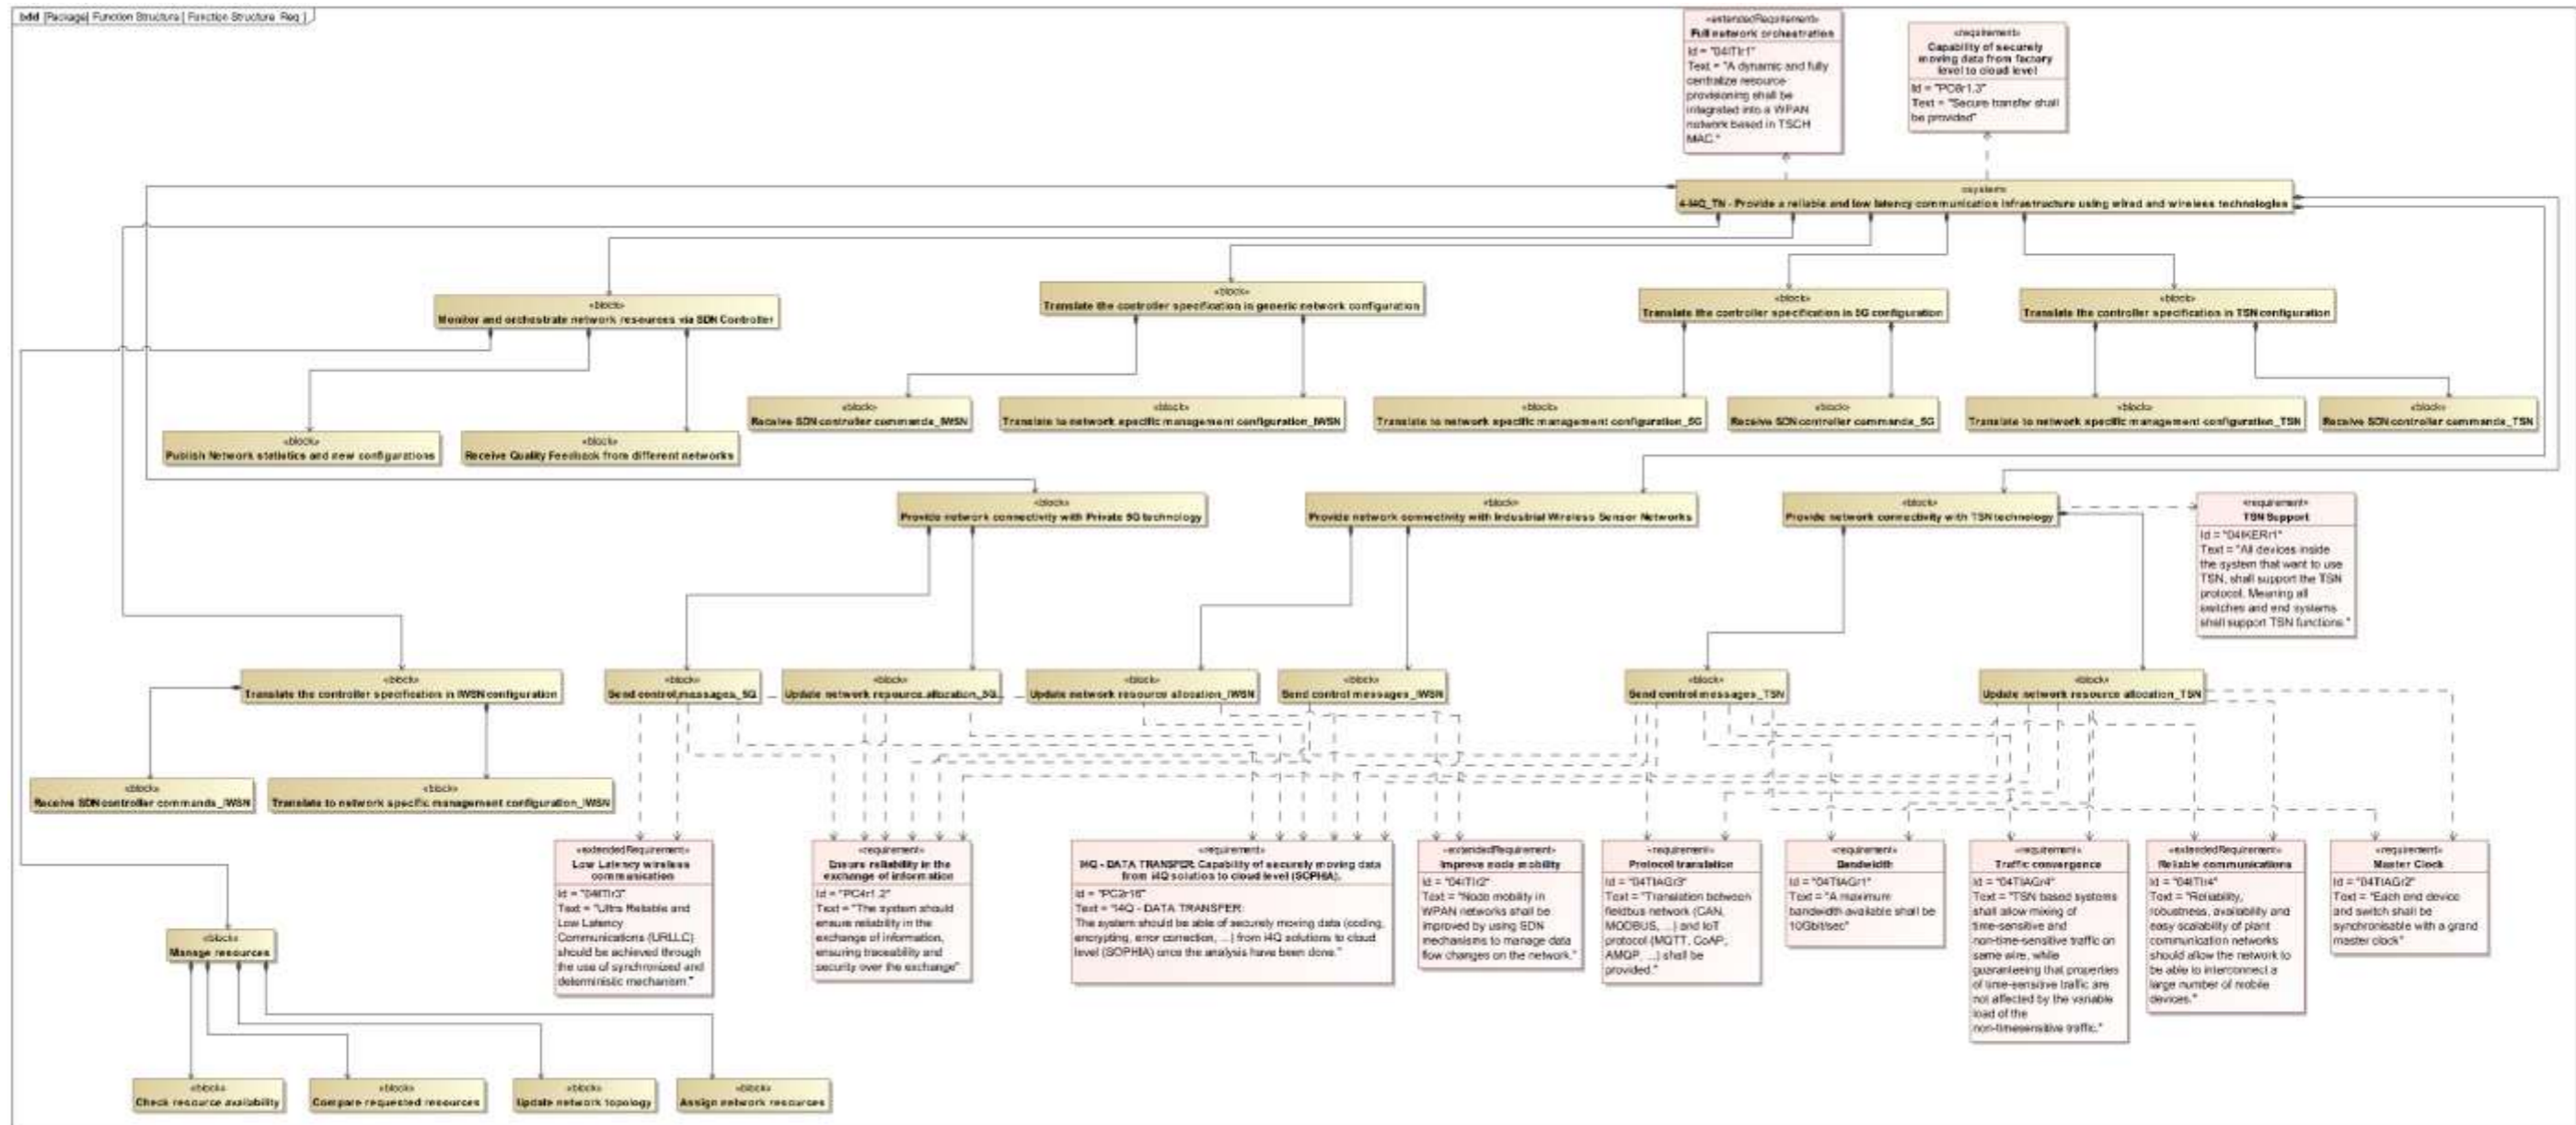 bdd [Package] Function Structure [ Function Structure Req ]
«extendedRequirement»
Full network orchestration
Id = "04ITIr1"
Text = "A dynamic and fully
centralize resource
provisioning shall be
integrated into a WPAN
network based in TSCH
MAC."
«requirement»
Capability of securely
moving data from factory
level to cloud level
Id = "PC8r1.3"
Text = "Secure transfer shall
be provided"
«system»
4-I4Q_TN - Provide a reliable and low latency communication infrastructure using wired and wireless technologies
«block»
Monitor and orchestrate network resources via SDN Controller
«block»
Translate the controller specification in generic network configuration
«block»
Translate the controller specification in 5G configuration
«block»
Translate the controller specification in TSN configuration
«block»
Receive SDN controller commands_IWSN
«block»
Translate to network specific management configuration_IWSN
«block»
Translate to network specific management configuration_5G
«block»
Receive SDN controller commands_5G
«block»
Translate to network specific management configuration_TSN
«block»
Receive SDN controller commands_TSN
«block»
Publish Network statistics and new configurations
«block»
Receive Quality Feedback from different networks
«block»
Provide network connectivity with Private 5G technology
«block»
Provide network connectivity with Industrial Wireless Sensor Networks
«block»
Provide network connectivity with TSN technology
«requirement»
TSN Support
Id = "04IKERr1"
Text = "All devices inside
the system that want to use
TSN, shall support the TSN
protocol. Meaning all
switches and end systems
shall support TSN functions."
«block»
Translate the controller specification in IWSN configuration
«block»
Send control messages_5G
«block»
Update network resource allocation_5G
«block»
Update network resource allocation_IWSN
«block»
Send control messages_IWSN
«block»
Send control messages_TSN
«block»
Update network resource allocation_TSN
«block»
Receive SDN controller commands_IWSN
«block»
Translate to network specific management configuration_IWSN
«extendedRequirement»
Low Latency wireless
communication
Id = "04ITIr3"
Text = "Ultra Reliable and
Low Latency
Communications (URLLC)
should be achieved through
the use of synchronized and
deterministic mechanism."
«requirement»
Ensure reliability in the
exchange of information
Id = "PC4r1.2"
Text = "The system should
ensure reliability in the
exchange of information,
ensuring traceability and
security over the exchange"
«requirement»
I4Q - DATA TRANSFER. Capability of securely moving data
from i4Q solution to cloud level (SOPHIA).
Id = "PC2r16"
Text = "I4Q - DATA TRANSFER:
The system should be able of securely moving data (coding,
encrypting, error correction, ...) from i4Q solutions to cloud
level (SOPHIA) once the analysis have been done."
«extendedRequirement»
Improve node mobility
Id = "04ITIr2"
Text = "Node mobility in
WPAN networks shall be
improved by using SDN
mechanisms to manage data
flow changes on the network."
«requirement»
Protocol translation
Id = "04TIAGr3"
Text = "Translation between
fieldbus network (CAN,
MODBUS, ...) and IoT
protocol (MQTT, CoAP,
AMQP, ...) shall be
provided."
«requirement»
Bandwidth
Id = "04TIAGr1"
Text = "A maximum
bandwidth available shall be
10Gbit/sec"
«requirement»
Traffic convergence
Id = "04TIAGr4"
Text = "TSN based systems
shall allow mixing of
time-sensitive and
non-time-sensitive traffic on
same wire, while
guaranteeing that properties
of time-sensitive traffic are
not affected by the variable
load of the
non-timesensitive traffic."
«extendedRequirement»
Reliable communications
Id = "04ITIr4"
Text = "Reliability,
robustness, availability and
easy scalability of plant
communication networks
should allow the network to
be able to interconnect a
large number of mobile
devices."
«requirement»
Master Clock
Id = "04TIAGr2"
Text = "Each end device
and switch shall be
synchronisable with a grand
master clock"
«block»
Manage resources
«block»
Check resource availability
«block»
Compare requested resources
«block»
Update network topology
«block»
Assign network resources